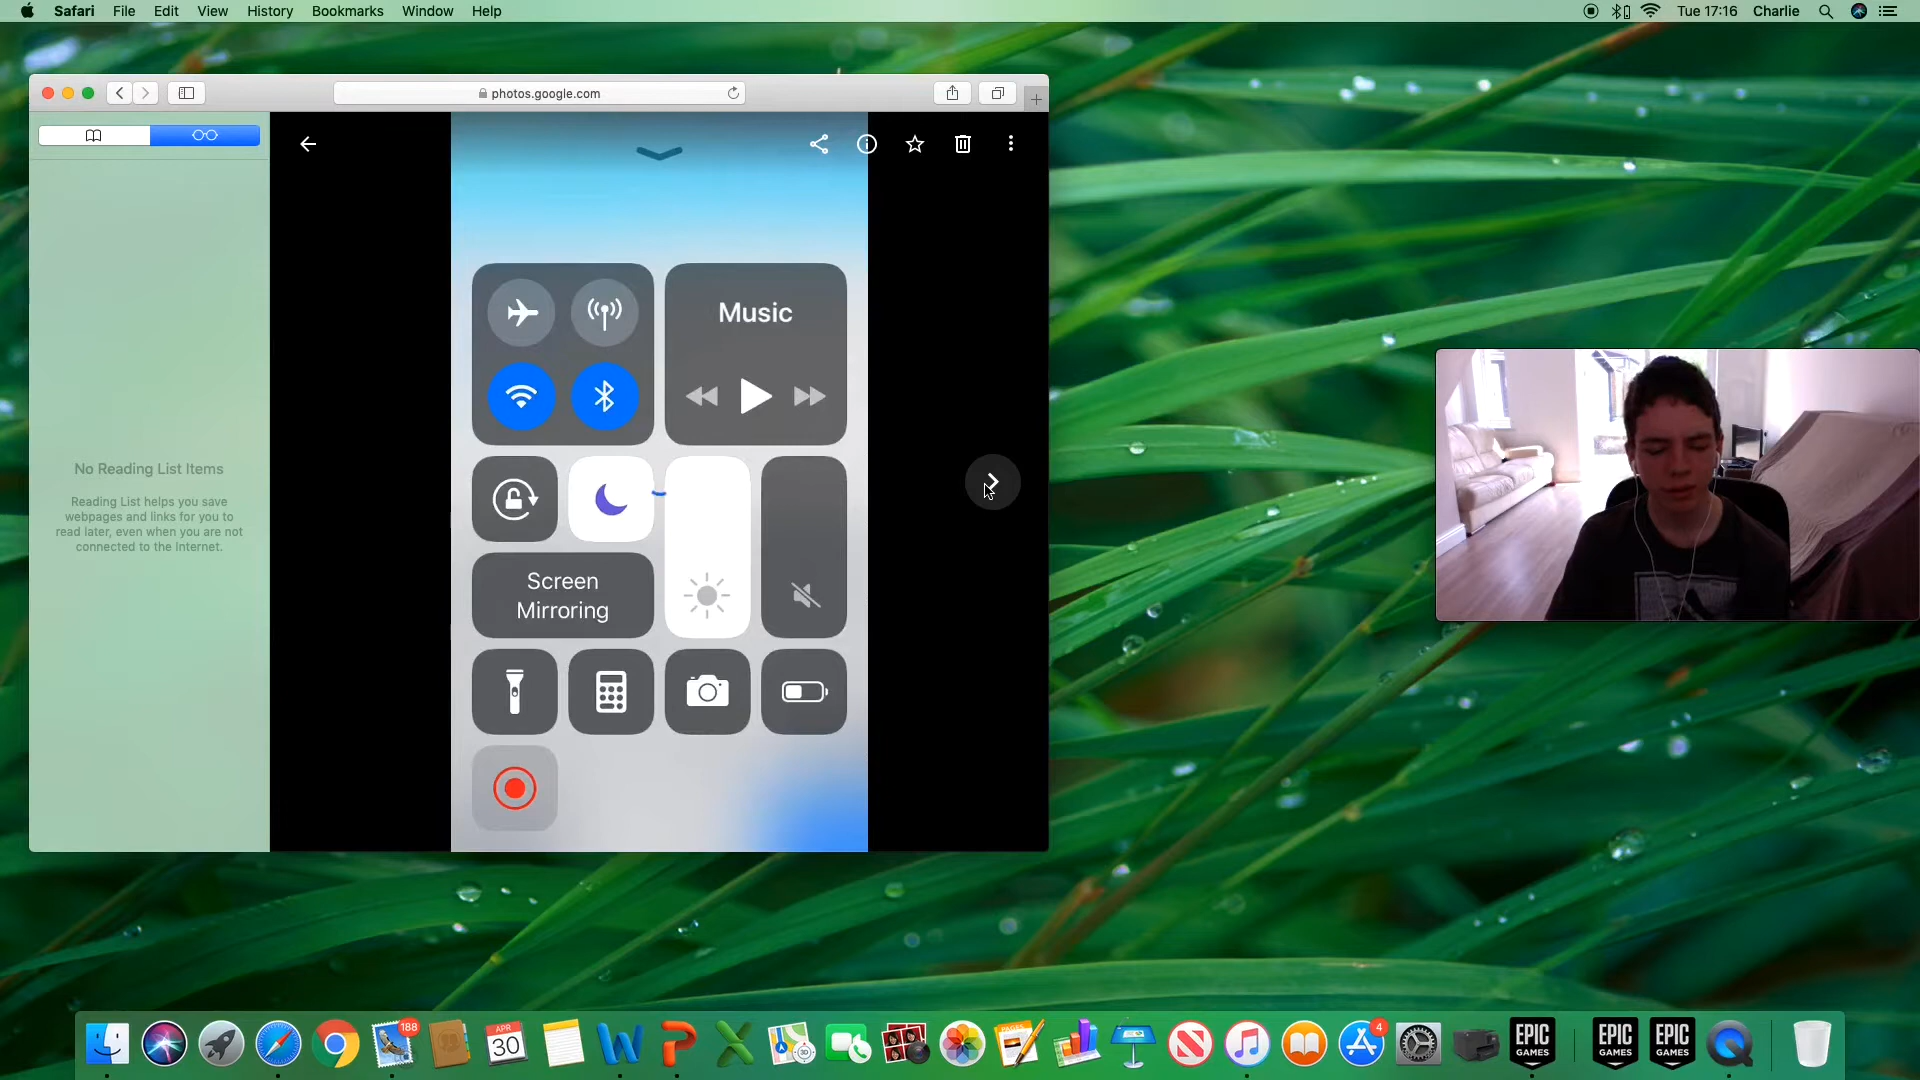 Safari File Edit View History Bookmarks Window Help Tue 17:16 Charlie
photos.google.com
Music
No Reading List Items
Reading List helps you save
webpages and links for you to
read later, even when you are not
connected to the Internet.
Screen
Mirroring
188
APR
30
3D
PAGES
4
EPIC
GAMES
EPIC
GAMES
EPIC
GAMES